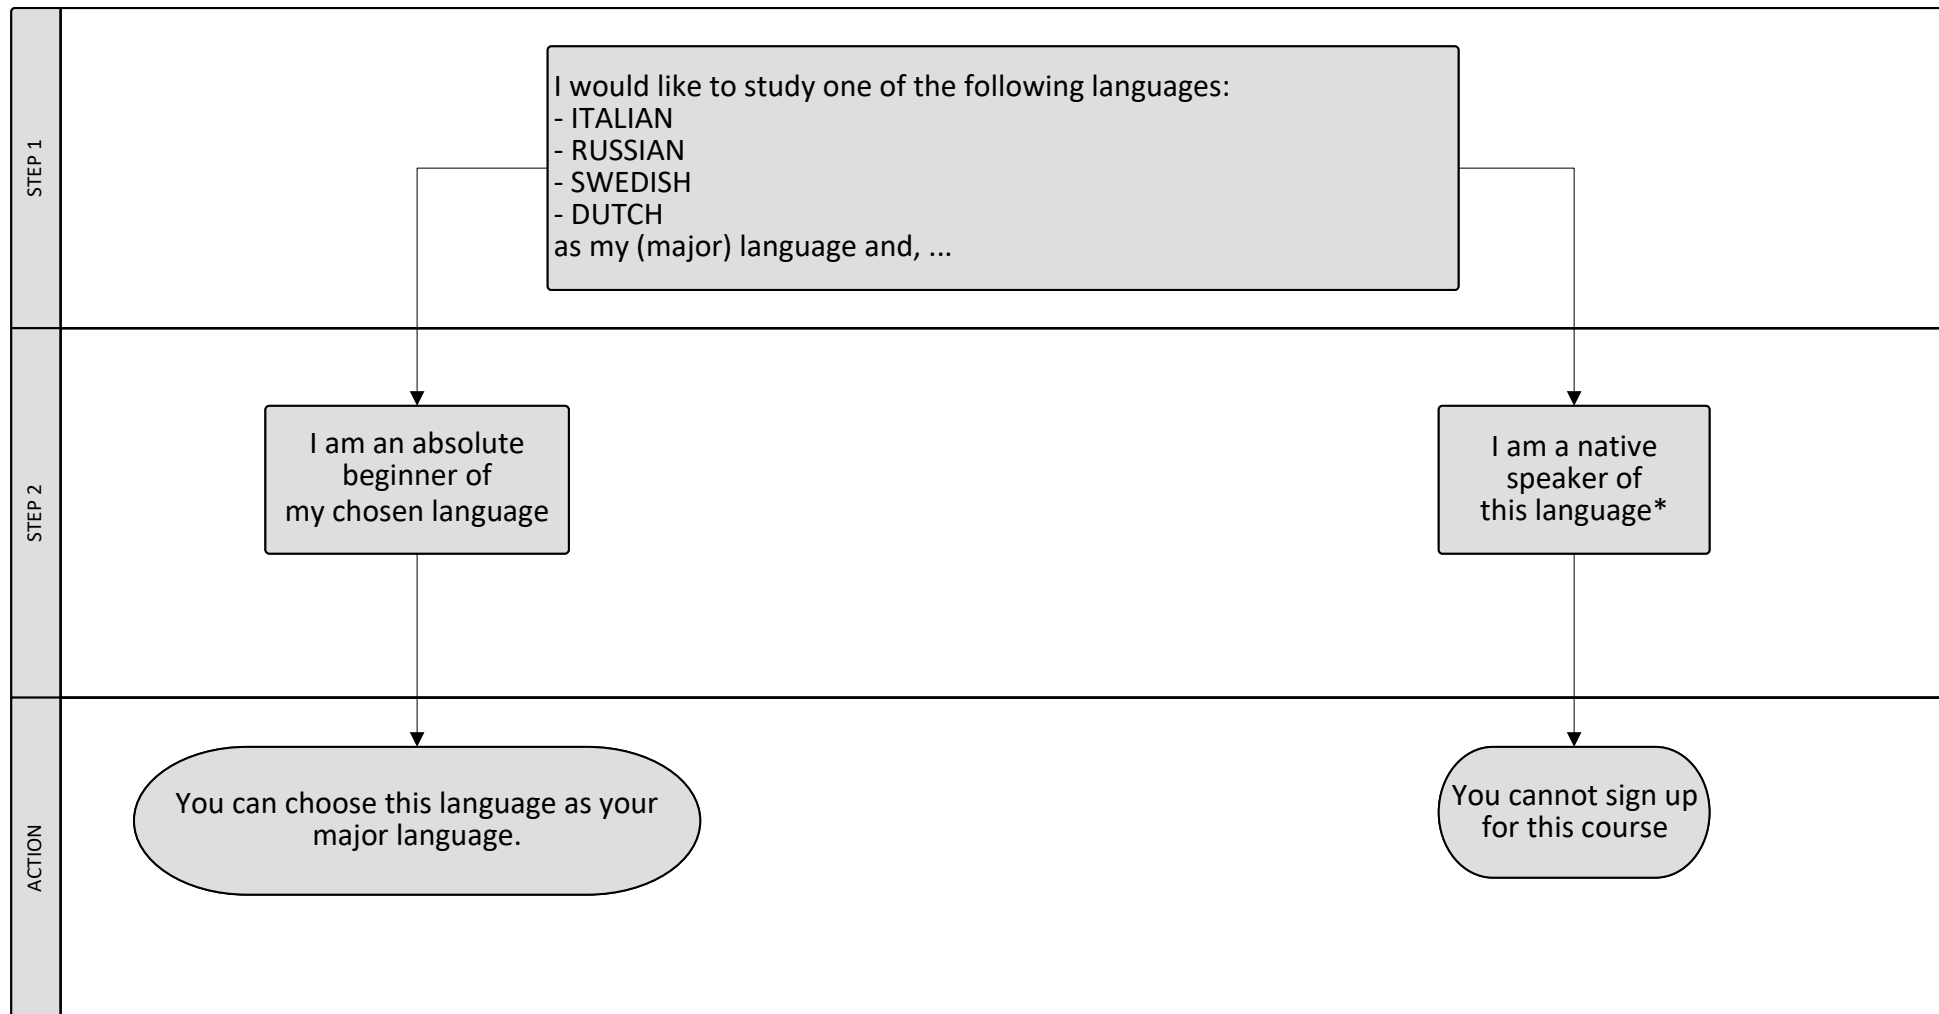 STEP 1
I would like to study one of the following languages:
- ITALIAN
- RUSSIAN
- SWEDISH
- DUTCH
as my (major) language and, ...
STEP 2
I am an absolute
beginner of
my chosen language
I am a native
speaker of
this language*
ACTION
You can choose this language as your
major language.
You cannot sign up
for this course